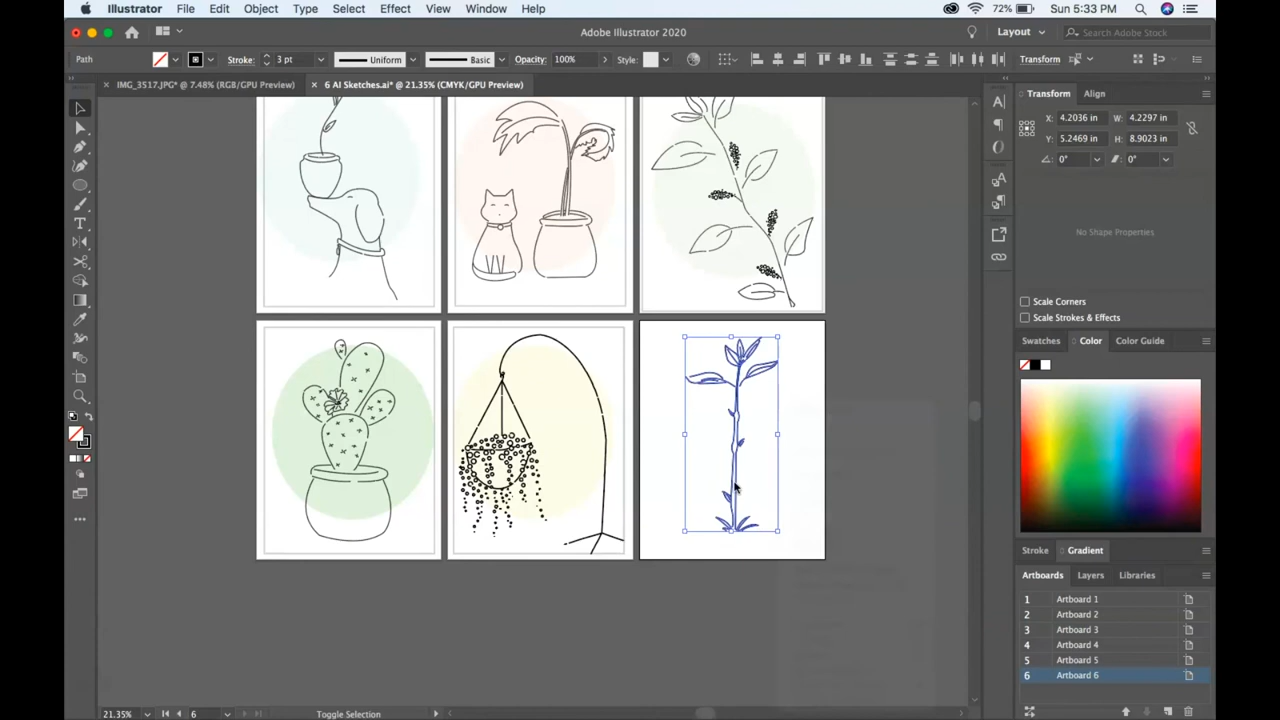 Illustrator File Edit Object Type Select Effect View Window Help
72% Sun 5:33 PM
Adobe Illustrator 2020
Layout
Search Adobe Stock
Path Stroke: 3 pt Uniform Basic Opacity: 100% Style: Transform
× IMG_3517.JPG* @ 7.48% (RGB/GPU Preview) × 6 AI Sketches.ai* @ 21.35% (CMYK/GPU Preview)
Transform Align
X: 4.2036 in W: 4.2297 in
Y: 5.2469 in H: 8.9023 in
0° 0°
No Shape Properties
Scale Corners
Scale Strokes & Effects
Swatches Color Color Guide
Stroke Gradient
Artboards Layers Libraries
1 Artboard 1
2 Artboard 2
3 Artboard 3
4 Artboard 4
5 Artboard 5
6 Artboard 6
21.35% 6 Toggle Selection